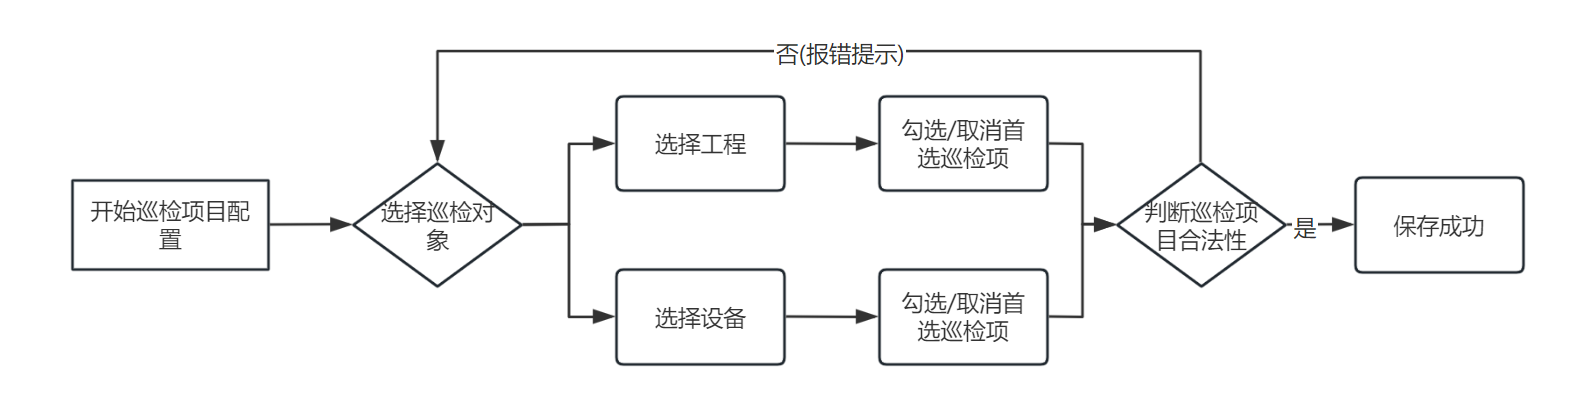 否(报错提示)
开始巡检项目配
置
选择巡检对
象
选择工程
勾选/取消首
选巡检项
选择设备
勾选/取消首
选巡检项
判断巡检项
目合法性
是
保存成功